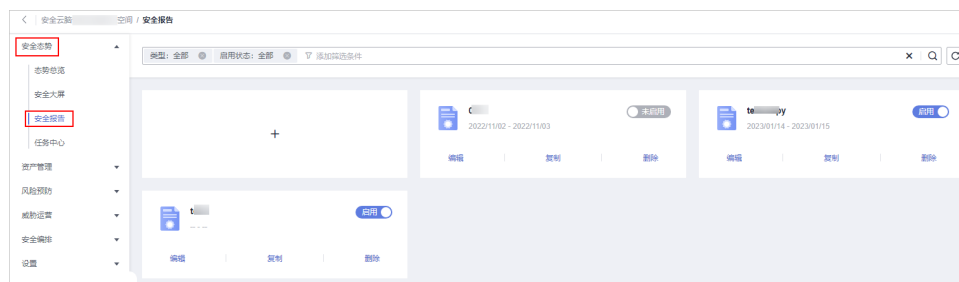 安全云脑 空间 / 安全报告
安全态势
类型: 全部 启用状态: 全部 添加筛选条件
态势总览
安全大屏
安全报告
任务中心
资产管理
风险预防
威胁运营
安全编排
设置
+
未启用
2022/11/02 - 2022/11/03
编辑 复制 删除
启用
2023/01/14 - 2023/01/15
编辑 复制 删除
启用
-- - --
编辑 复制 删除